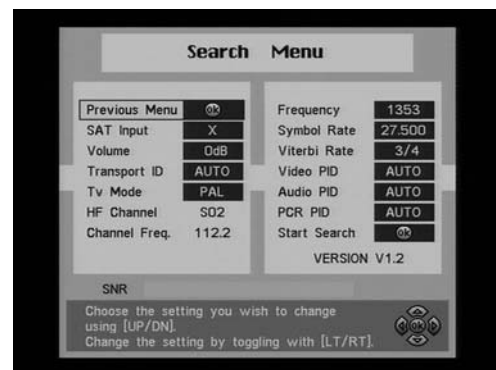 Search Menu
Previous Menu ok
SAT Input X
Volume 0dB
Transport ID AUTO
Tv Mode PAL
HF Channel S02
Channel Freq. 112.2
Frequency 1353
Symbol Rate 27.500
Viterbi Rate 3/4
Video PID AUTO
Audio PID AUTO
PCR PID AUTO
Start Search ok
VERSION V1.2
SNR
Choose the setting you wish to change
using [UP/DN].
Change the setting by toggling with [LT/RT].
ok